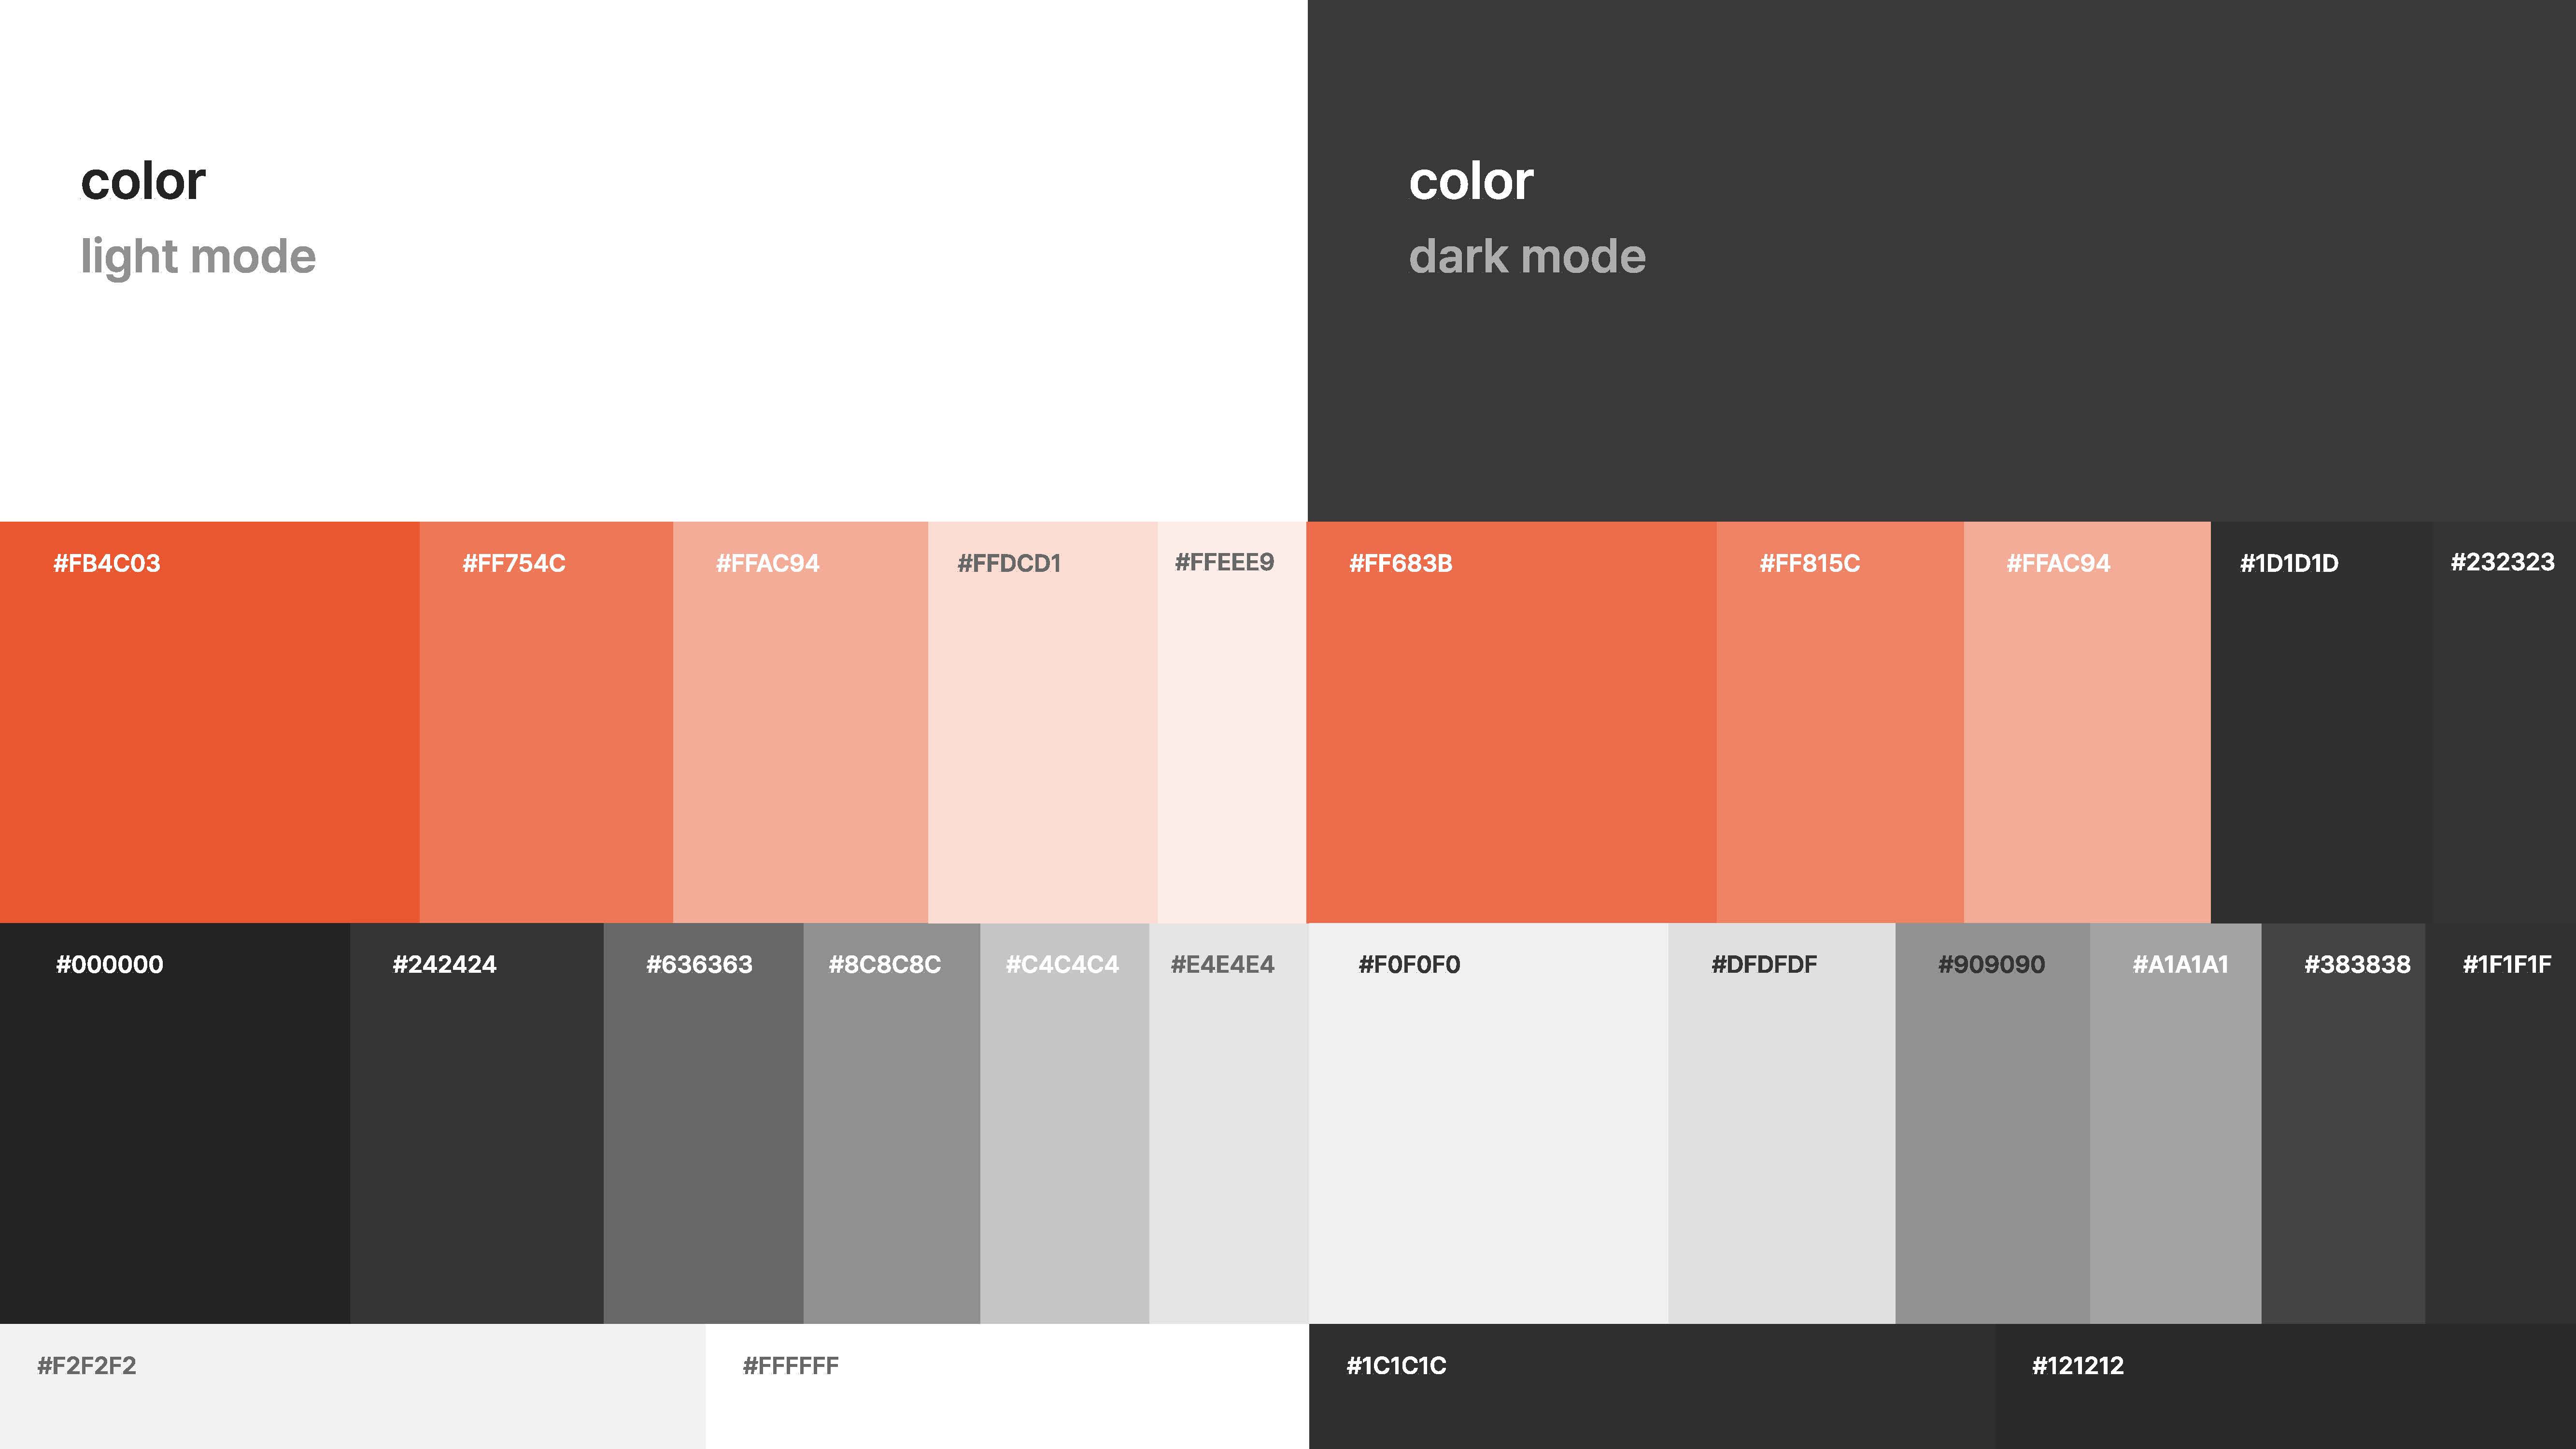 color
light mode
color
dark mode
#FB4C03
#FF754C
#FFAC94
#FFDCD1
#FFEEE9
#FF683B
#FF815C
#FFAC94
#1D1D1D
#232323
#000000
#242424
#636363
#8C8C8C
#C4C4C4
#E4E4E4
#F0F0F0
#DFDFDF
#909090
#A1A1A1
#383838
#1F1F1F
#F2F2F2
#FFFFFF
#1C1C1C
#121212